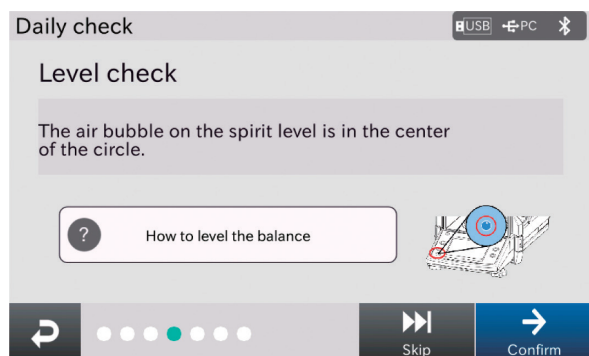 Daily check
USB PC
Level check
The air bubble on the spirit level is in the center
of the circle.
? How to level the balance
Skip Confirm